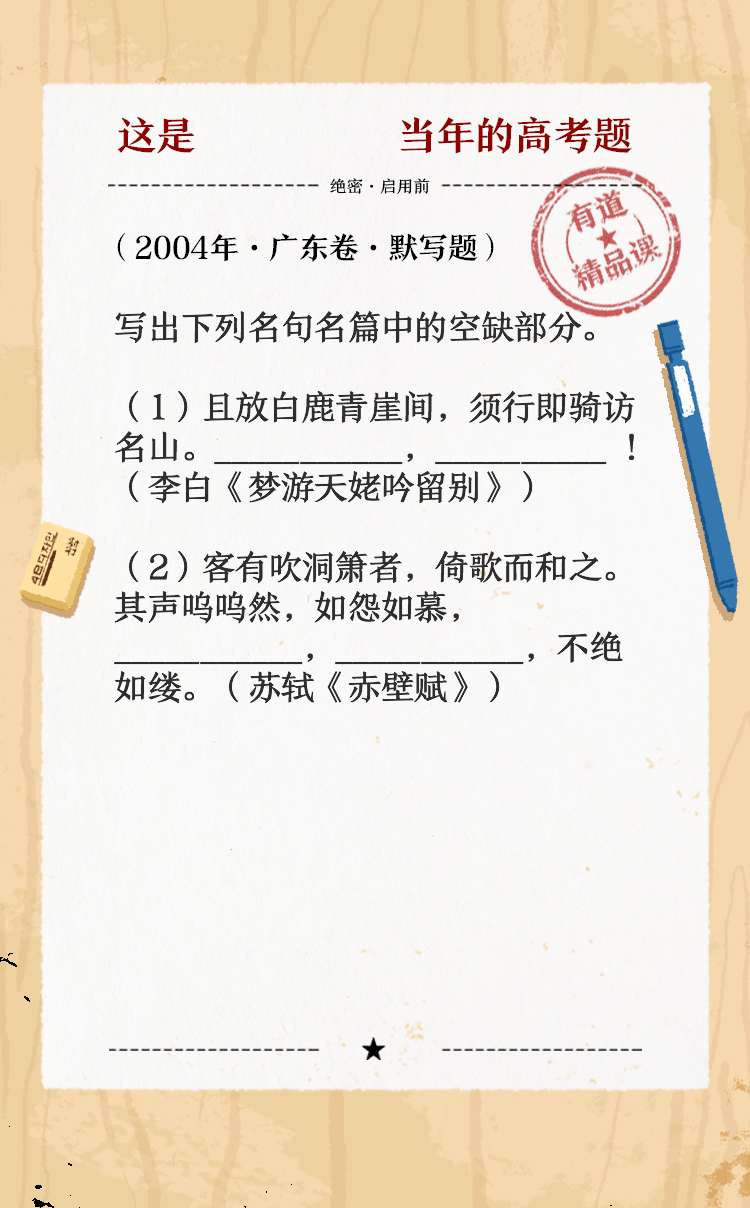 这是 当年的高考题
绝密·启用前
有道
精品课
（2004年·广东卷·默写题）
写出下列名句名篇中的空缺部分。
（1）且放白鹿青崖间，须行即骑访
名山。___________，__________ ！
（李白《梦游天姥吟留别》）
（2）客有吹洞箫者，倚歌而和之。
其声呜呜然，如怨如慕，
___________，___________，不绝
如缕。（苏轼《赤壁赋》）